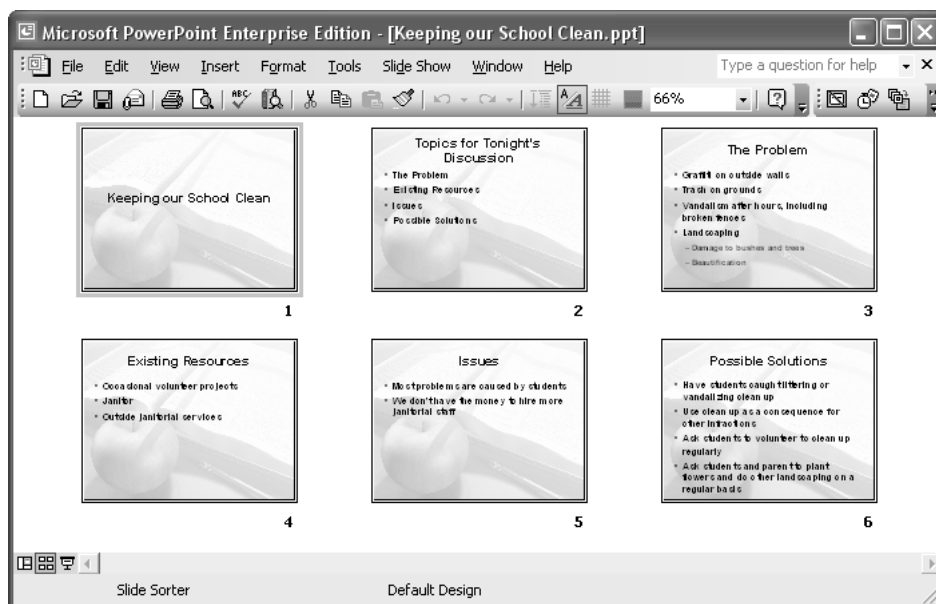 Microsoft PowerPoint Enterprise Edition - [Keeping our School Clean.ppt]
File Edit View Insert Format Tools Slide Show Window Help Type a question for help
ABC 66%
Keeping our School Clean
1
Topics for Tonight's
Discussion
The Problem
Existing Resources
Issues
Possible Solutions
2
The Problem
Graffiti on outside walls
Trash on grounds
Vandalism after hours, including
broken fences
Landscaping
– Damage to bushes and trees
– Beautification
3
Existing Resources
Occasional volunteer projects
Janitor
Outside janitorial services
4
Issues
Most problems are caused by students
We don't have the money to hire more
janitorial staff
5
Possible Solutions
Have students caught littering or
vandalizing clean up
Use clean up as a consequence for
other infractions
Ask students to volunteer to clean up
regularly
Ask students and parent to plant
flowers and do other landscaping on a
regular basis
6
Slide Sorter Default Design